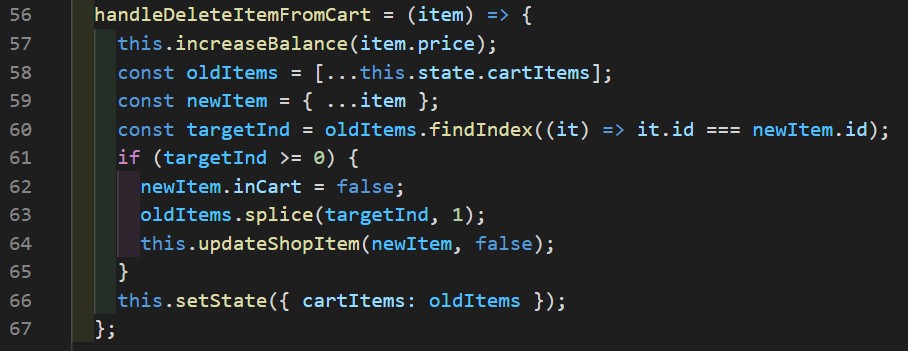 56 handleDeleteItemFromCart = (item) => {
57 this.increaseBalance(item.price);
58 const oldItems = [...this.state.cartItems];
59 const newItem = { ...item };
60 const targetInd = oldItems.findIndex((it) => it.id === newItem.id);
61 if (targetInd >= 0) {
62 newItem.inCart = false;
63 oldItems.splice(targetInd, 1);
64 this.updateShopItem(newItem, false);
65 }
66 this.setState({ cartItems: oldItems });
67 };